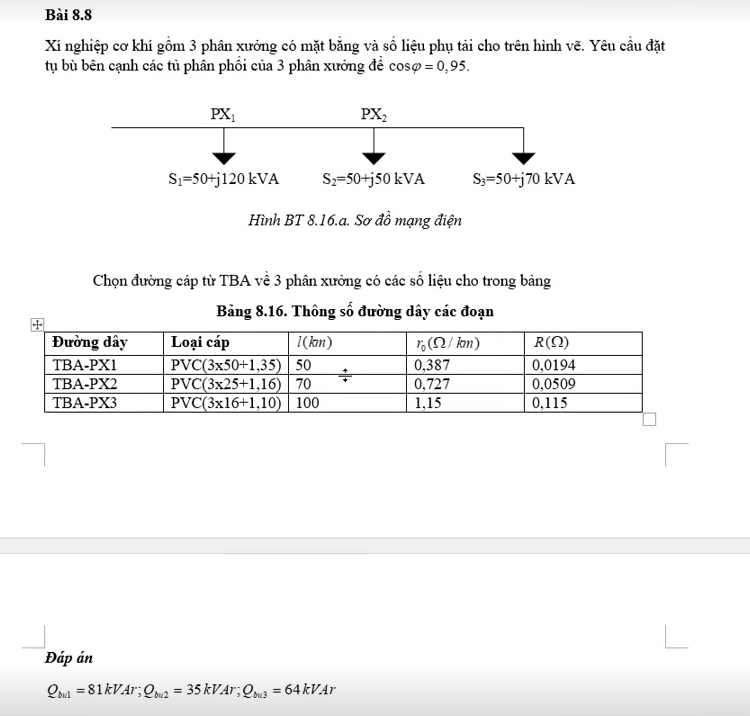 Bài 8.8
Xí nghiệp cơ khí gồm 3 phân xưởng có mặt bằng và số liệu phụ tải cho trên hình vẽ. Yêu cầu đặt
tụ bù bên cạnh các tủ phân phối của 3 phân xưởng để cosφ = 0,95.
PX₁ PX₂
S₁=50+j120 kVA S₂=50+j50 kVA S₃=50+j70 kVA
Hình BT 8.16.a. Sơ đồ mạng điện
Chọn đường cáp từ TBA về 3 phân xưởng có các số liệu cho trong bảng
Bảng 8.16. Thông số đường dây các đoạn
Đường dây Loại cáp l(km) r₀(Ω/km) R(Ω)
TBA-PX1 PVC(3x50+1,35) 50 0,387 0,0194
TBA-PX2 PVC(3x25+1,16) 70 0,727 0,0509
TBA-PX3 PVC(3x16+1,10) 100 1,15 0,115
Đáp án
Q_bu1 = 81kVAr; Q_bu2 = 35kVAr; Q_bu3 = 64kVAr